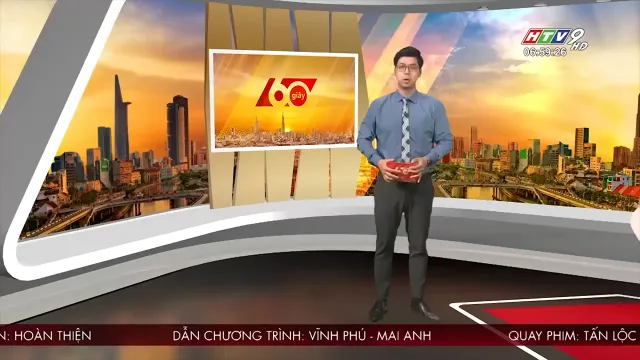 HTV9 HD
06:59:26
60 giây
N: HOÀN THIỆN DẪN CHƯƠNG TRÌNH: VĨNH PHÚ - MAI ANH QUAY PHIM: TẤN LỘC